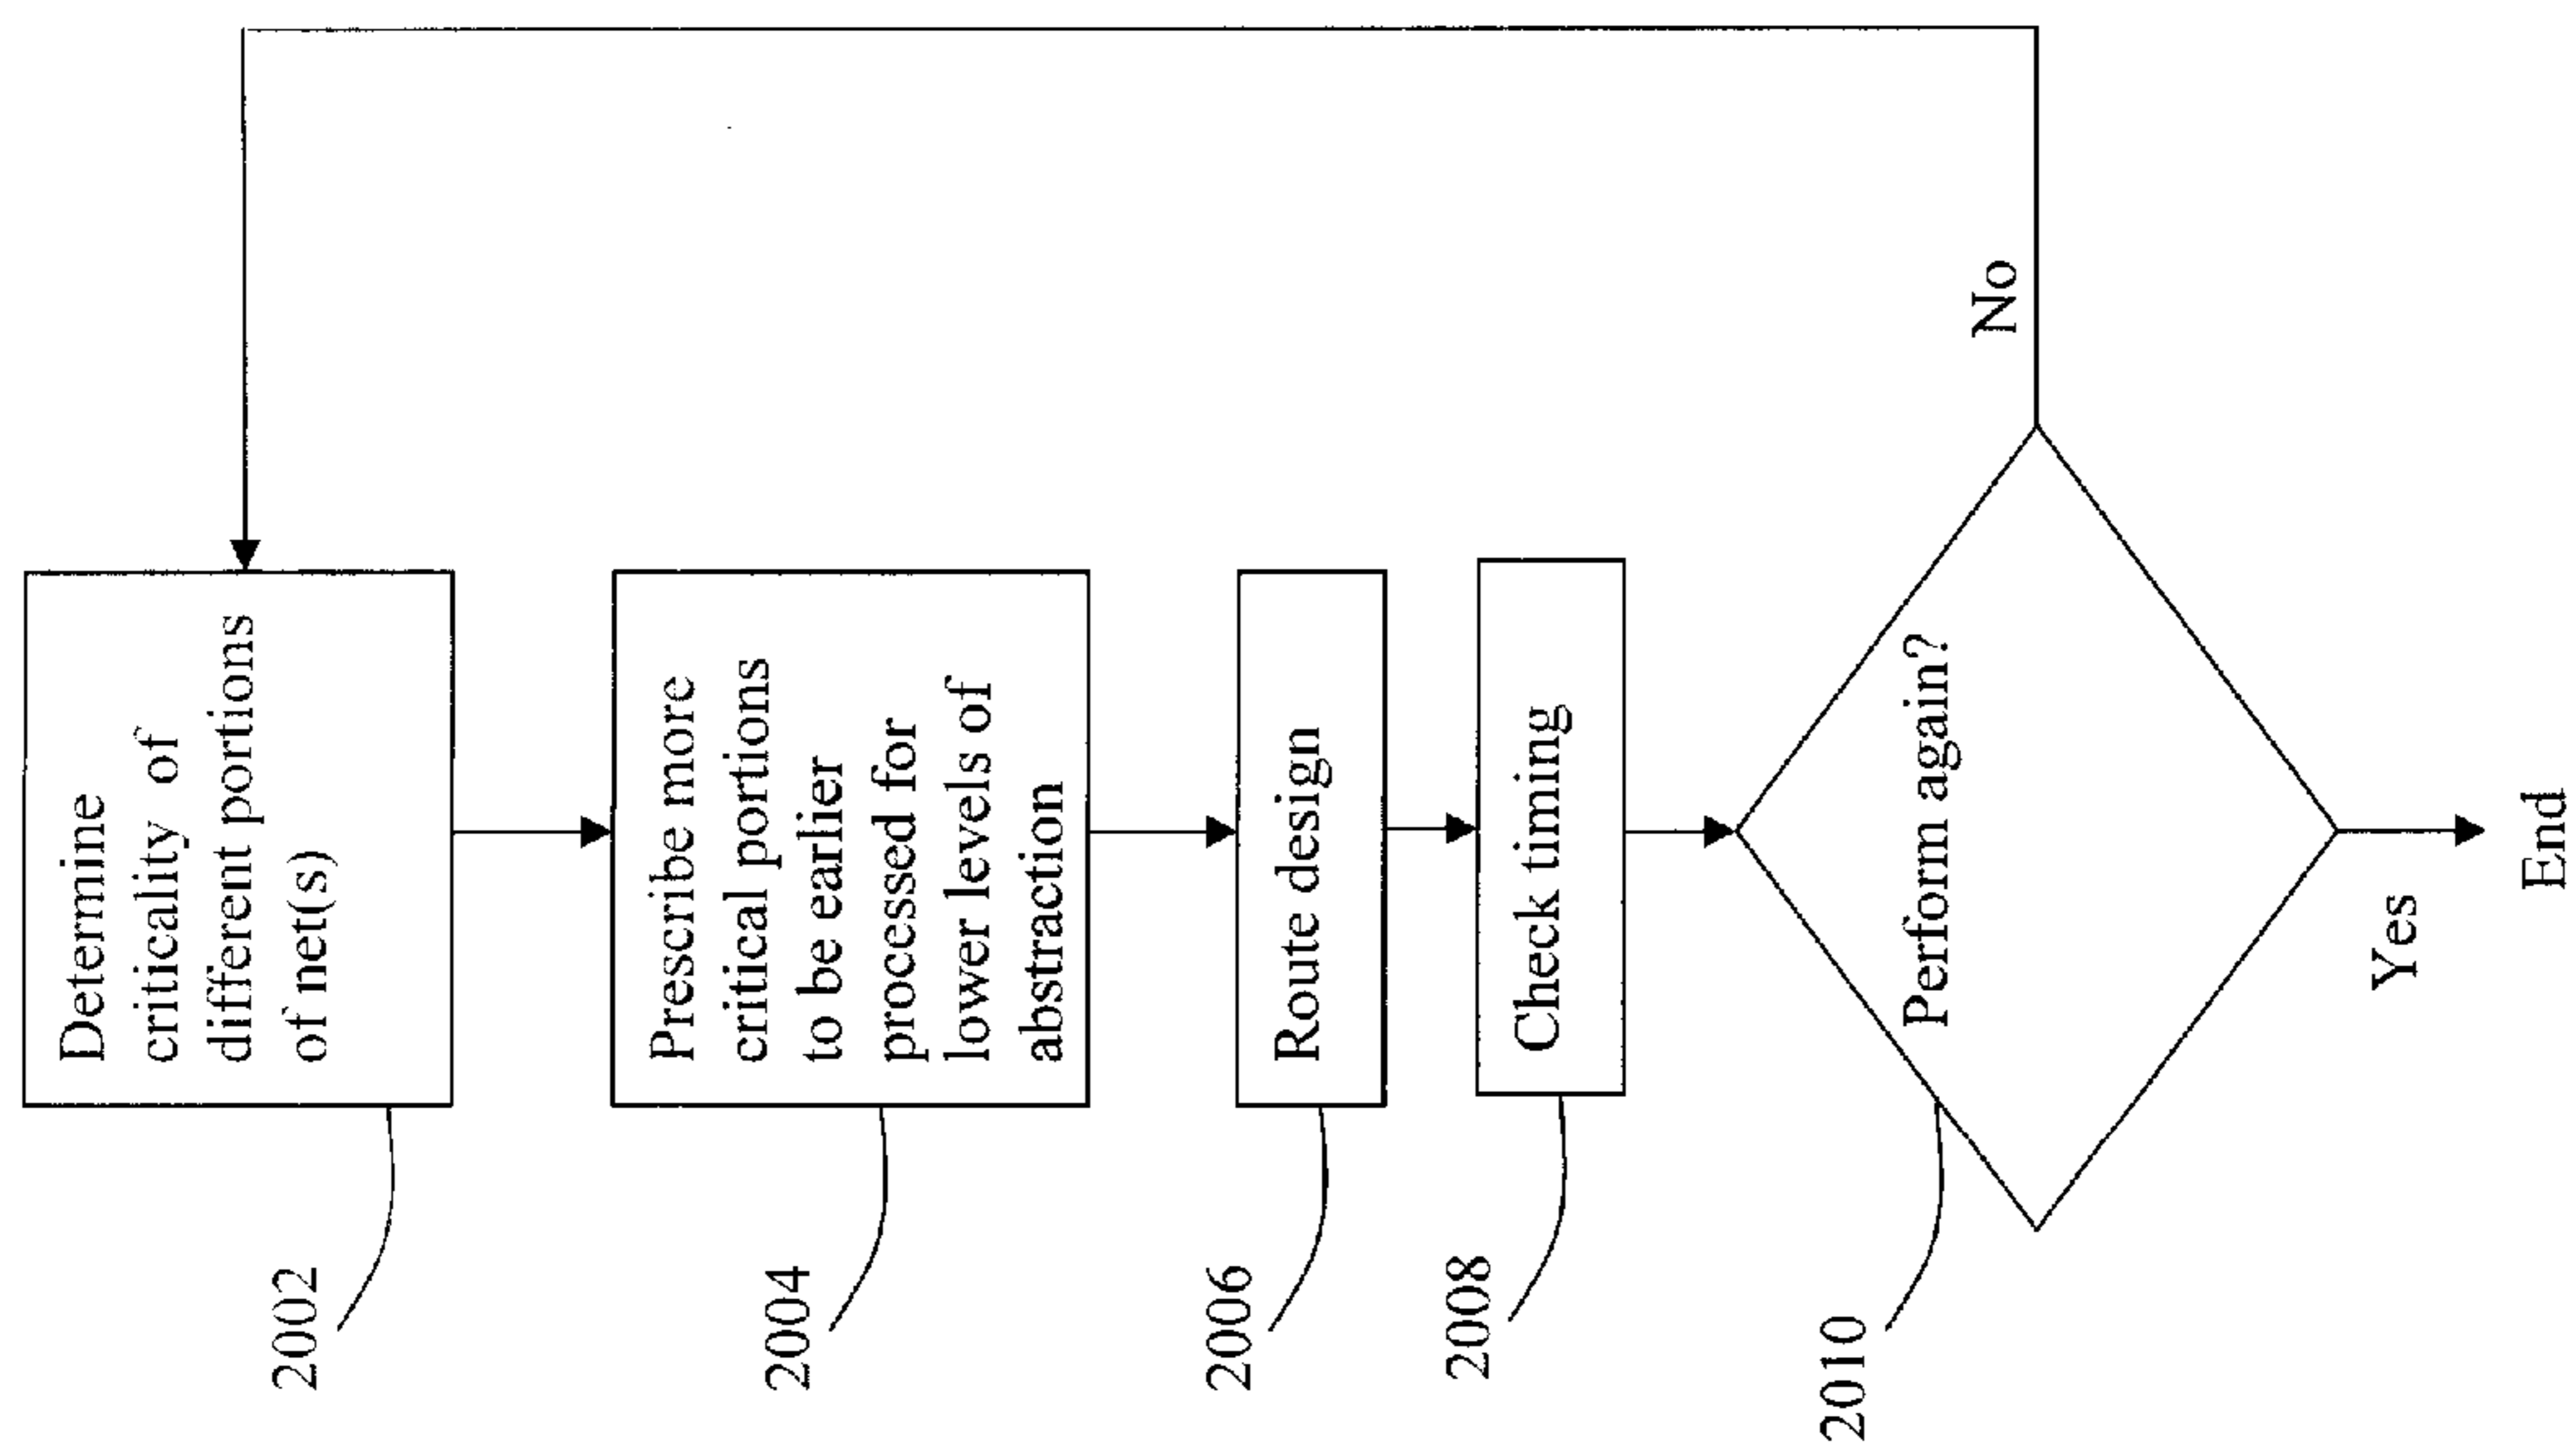 2002
Determine
criticality of
different portions
of net(s)
2004
Prescribe more
critical portions
to be earlier
processed for
lower levels of
abstraction
2006
Route design
2008
Check timing
2010
Perform again?
No
Yes
End